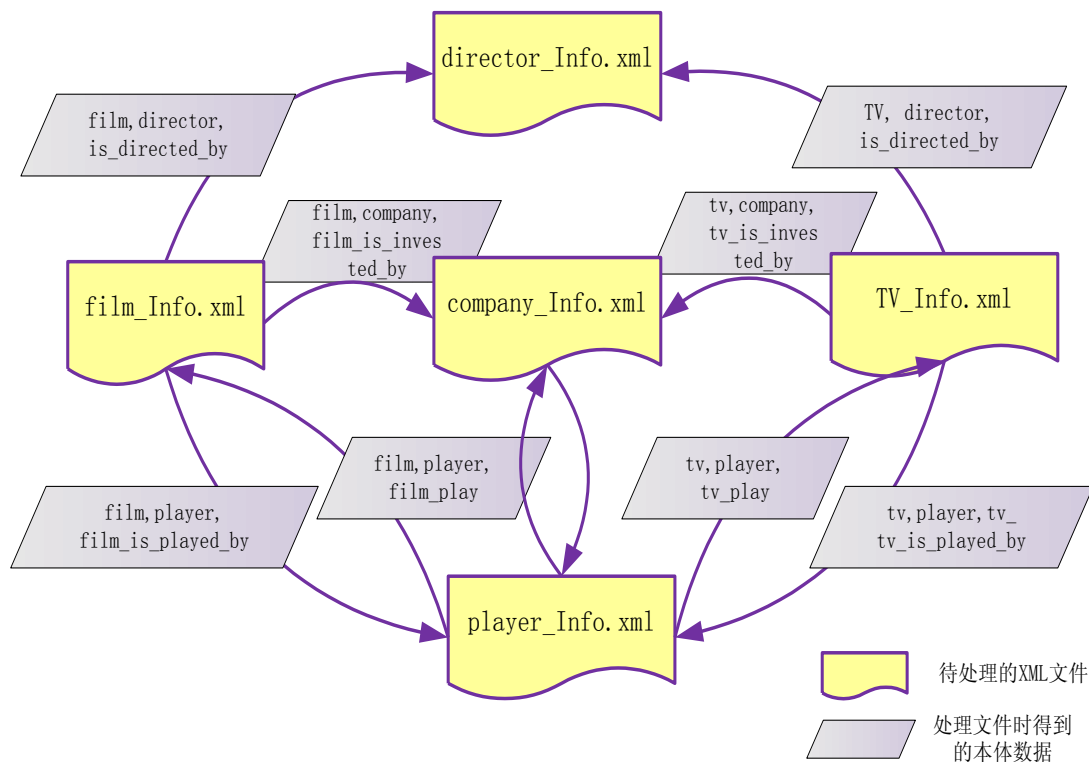 director_Info.xml
film,director,
is_directed_by
TV, director,
is_directed_by
film,company,
film_is_inves
ted_by
tv,company,
tv_is_inves
ted_by
film_Info.xml
company_Info.xml
TV_Info.xml
film,player,
film_play
tv,player,
tv_play
film,player,
film_is_played_by
tv,player,tv_
tv_is_played_by
player_Info.xml
待处理的XML文件
处理文件时得到
的本体数据